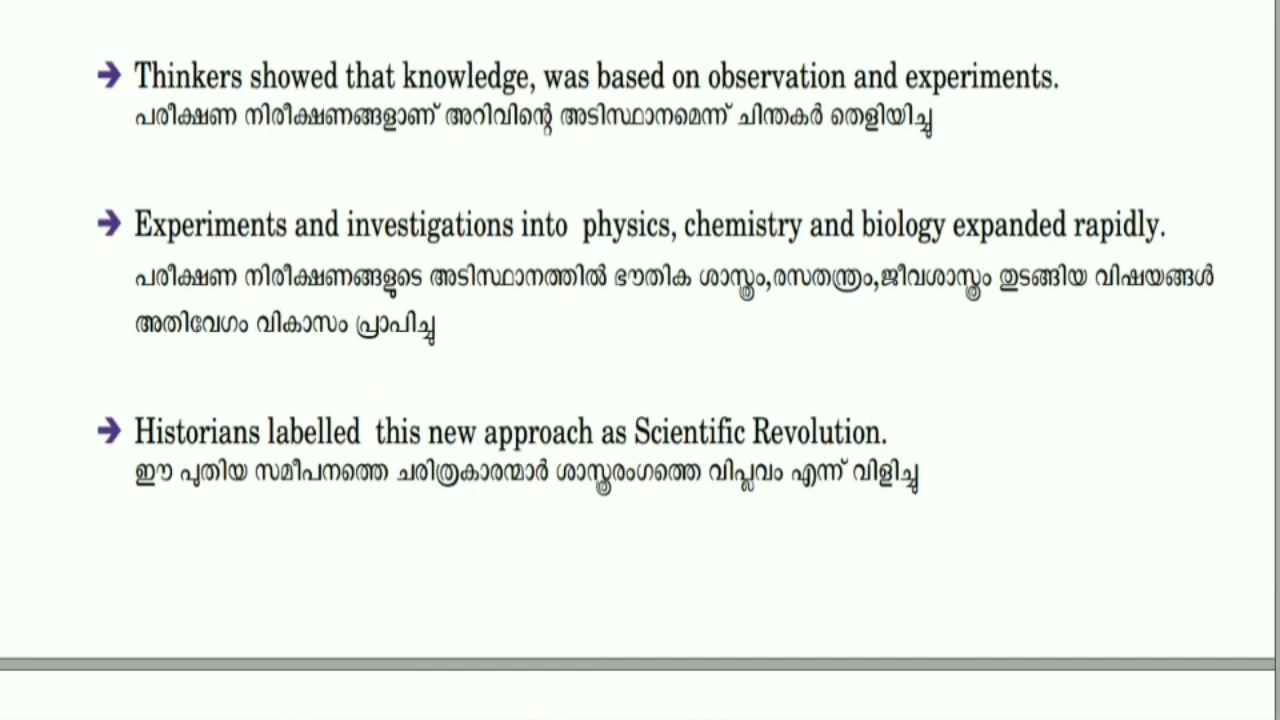 ➔ Thinkers showed that knowledge, was based on observation and experiments.
പരീക്ഷണ നിരീക്ഷണങ്ങളാണ് അറിവിന്റെ അടിസ്ഥാനമെന്ന് ചിന്തകർ തെളിയിച്ചു
➔ Experiments and investigations into physics, chemistry and biology expanded rapidly.
പരീക്ഷണ നിരീക്ഷണങ്ങളുടെ അടിസ്ഥാനത്തിൽ ഭൗതിക ശാസ്ത്രം,രസതന്ത്രം,ജീവശാസ്ത്രം തുടങ്ങിയ വിഷയങ്ങൾ
അതിവേഗം വികാസം പ്രാപിച്ചു
➔ Historians labelled this new approach as Scientific Revolution.
ഈ പുതിയ സമീപനത്തെ ചരിത്രകാരന്മാർ ശാസ്ത്രരംഗത്തെ വിപ്ലവം എന്ന് വിളിച്ചു